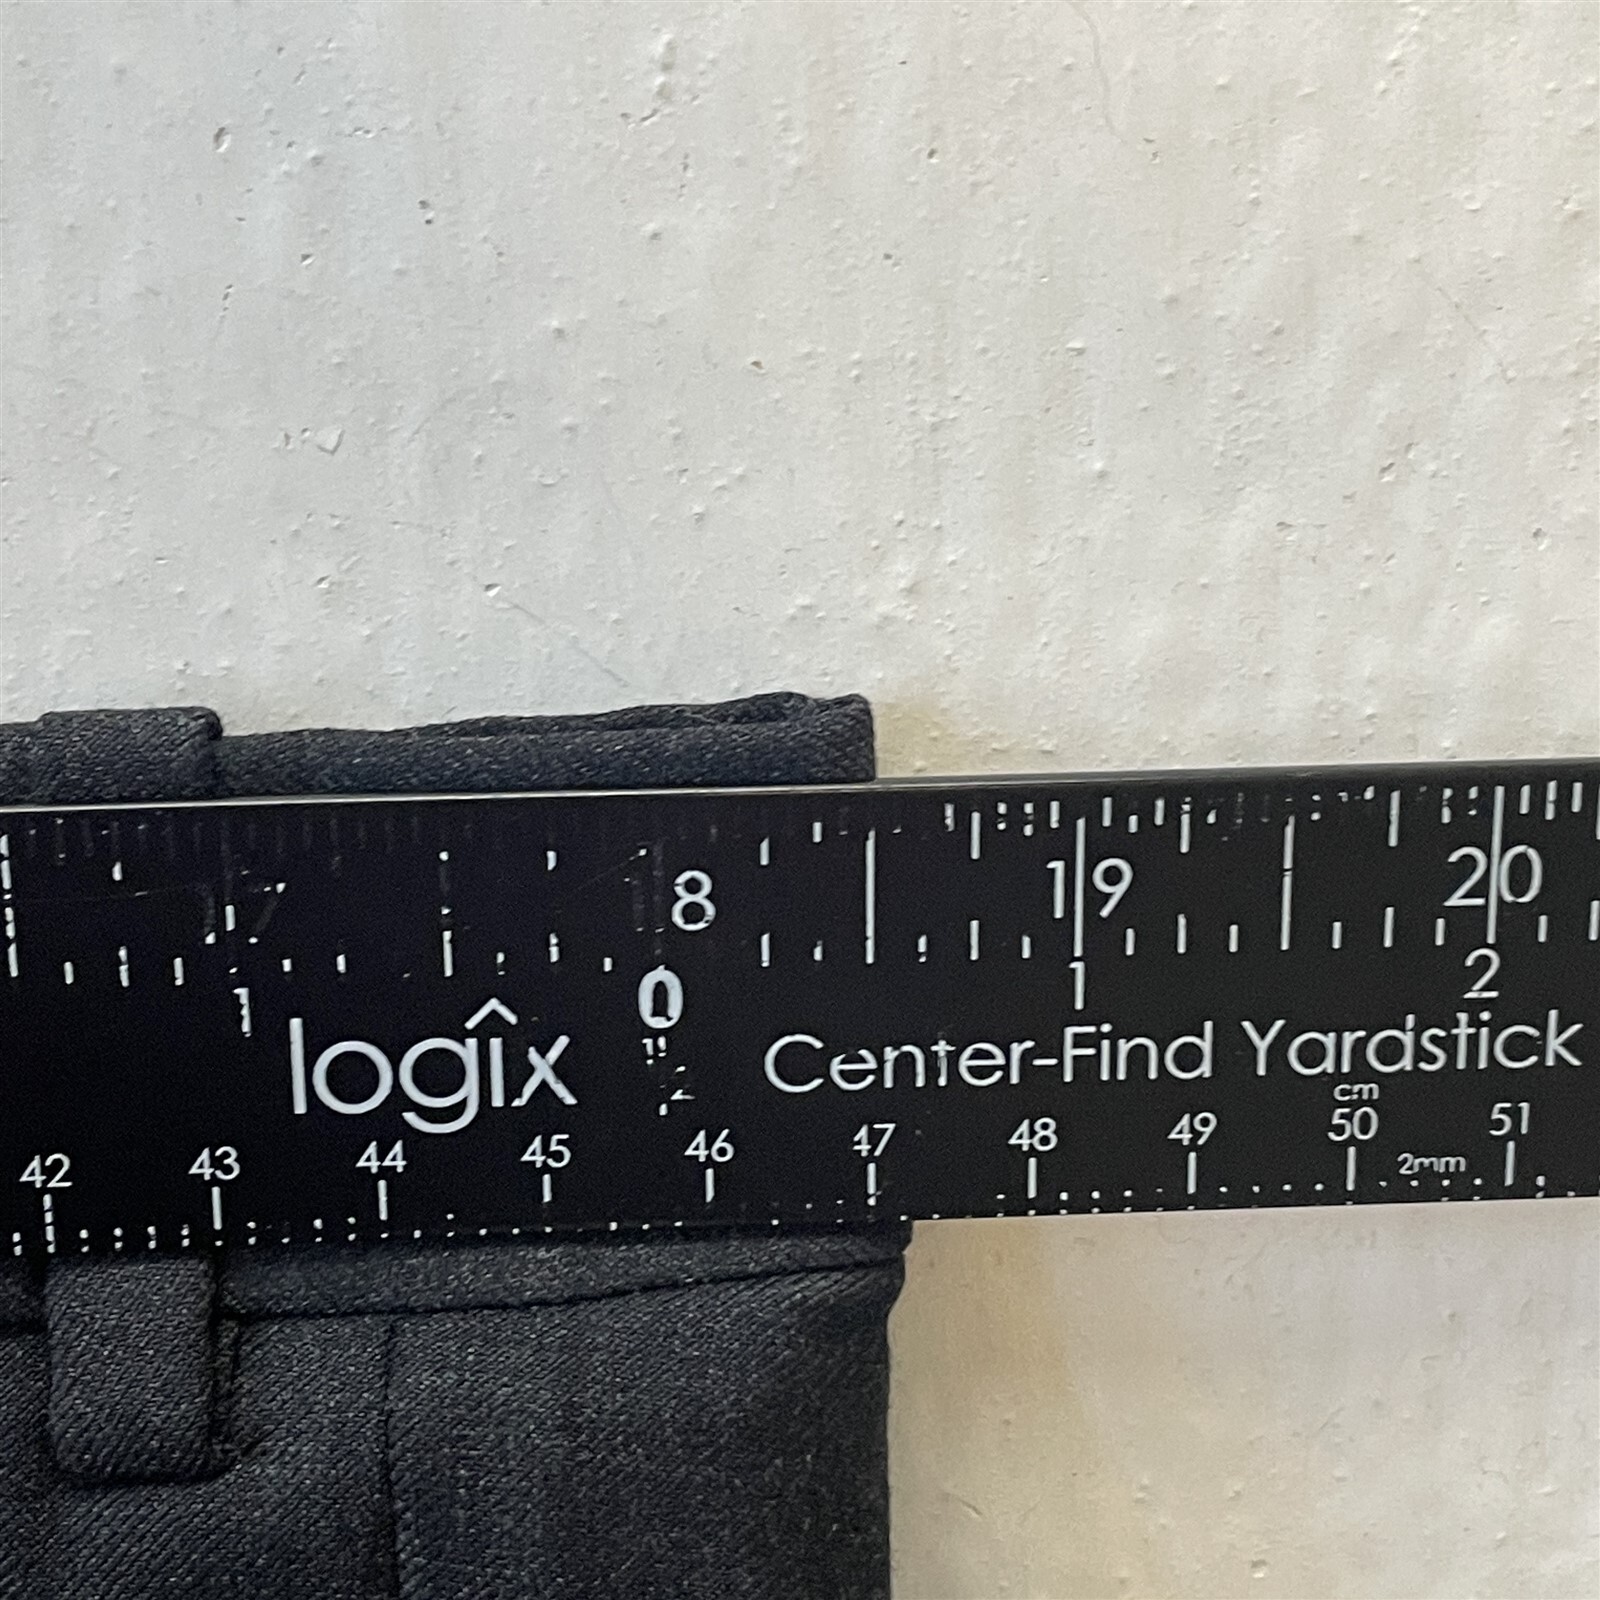 17 8 19 20
1 0 1 2
logix Center-Find Yardstick
cm
42 43 44 45 46 47 48 49 50 51
2mm